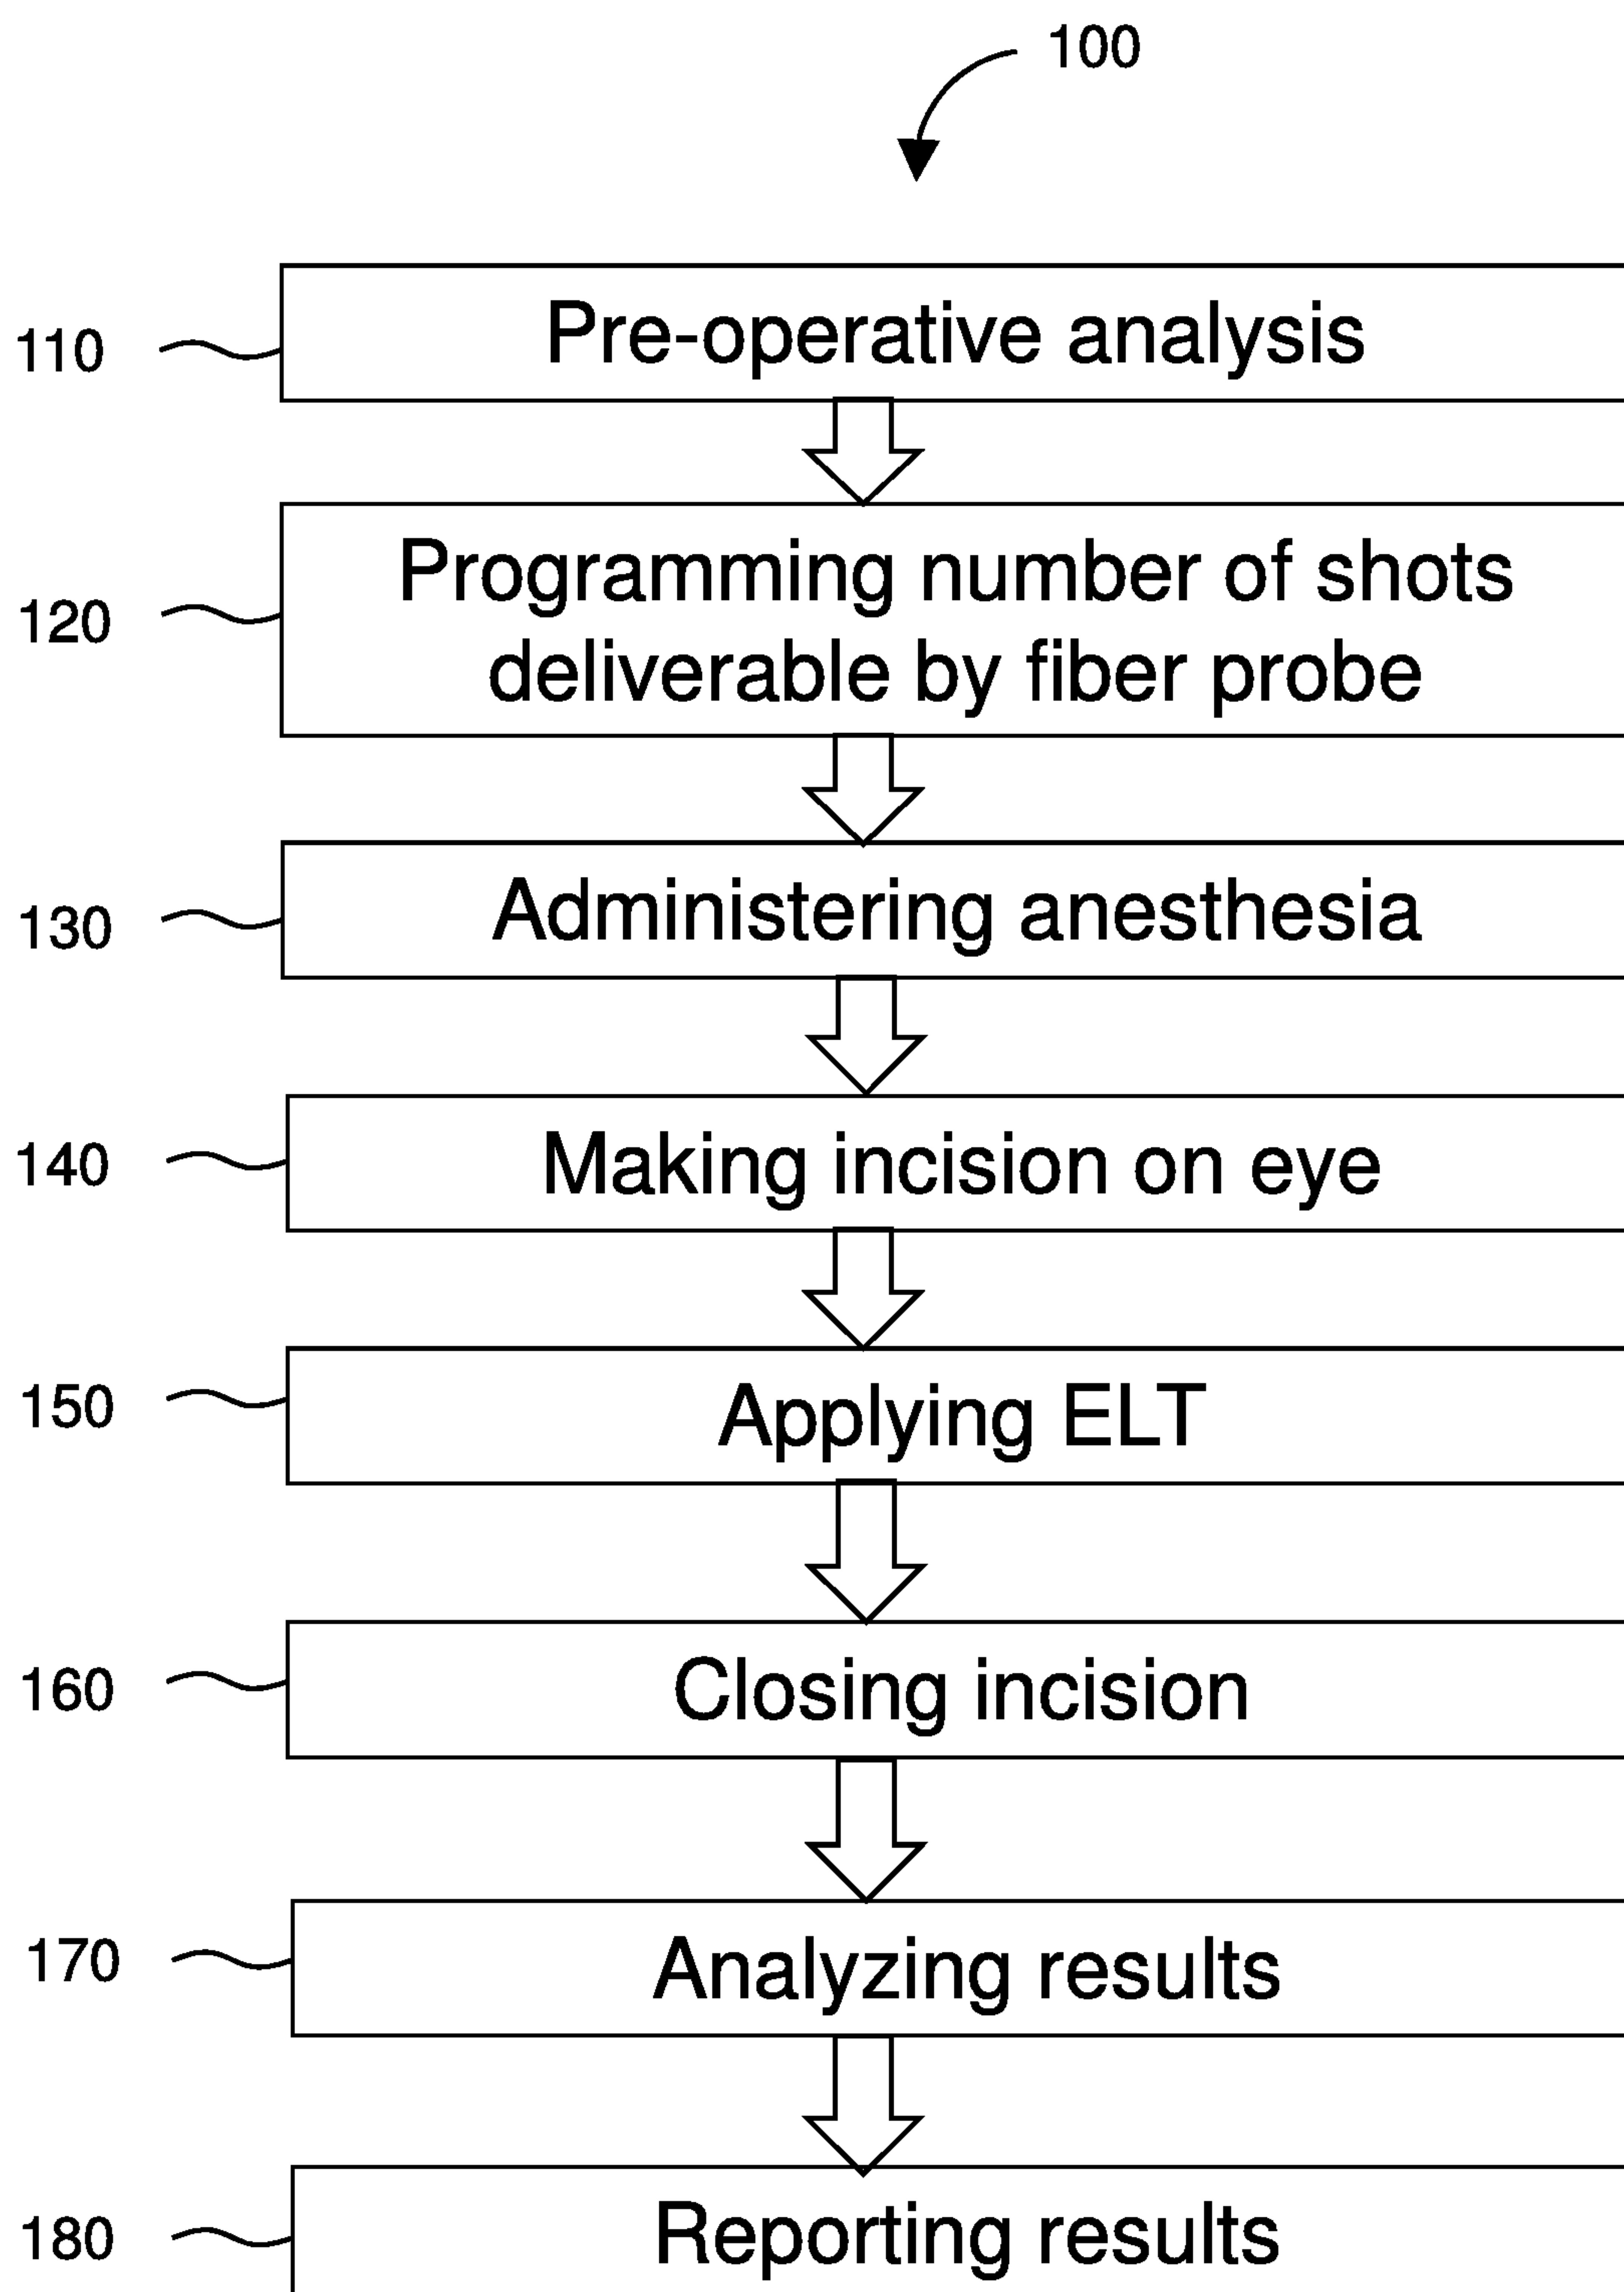 100
110
Pre-operative analysis
120
Programming number of shots
deliverable by fiber probe
130
Administering anesthesia
140
Making incision on eye
150
Applying ELT
160
Closing incision
170
Analyzing results
180
Reporting results